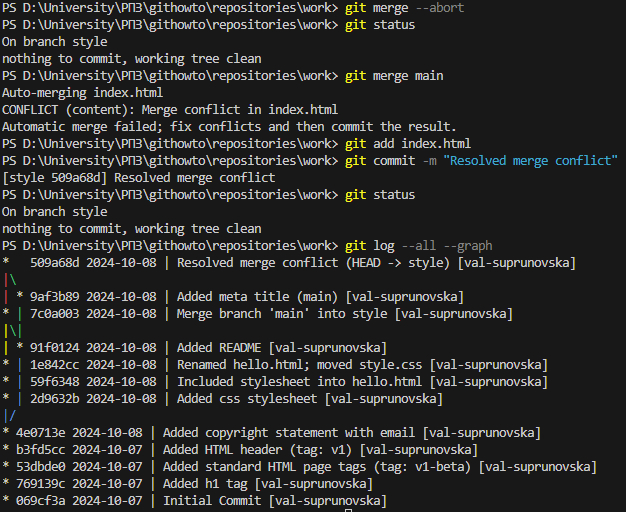 PS D:\University\РПЗ\githowto\repositories\work> git merge --abort
PS D:\University\РПЗ\githowto\repositories\work> git status
On branch style
nothing to commit, working tree clean
PS D:\University\РПЗ\githowto\repositories\work> git merge main
Auto-merging index.html
CONFLICT (content): Merge conflict in index.html
Automatic merge failed; fix conflicts and then commit the result.
PS D:\University\РПЗ\githowto\repositories\work> git add index.html
PS D:\University\РПЗ\githowto\repositories\work> git commit -m "Resolved merge conflict"
[style 509a68d] Resolved merge conflict
PS D:\University\РПЗ\githowto\repositories\work> git status
On branch style
nothing to commit, working tree clean
PS D:\University\РПЗ\githowto\repositories\work> git log --all --graph
*   509a68d 2024-10-08 | Resolved merge conflict (HEAD -> style) [val-suprunovska]
|\
| * 9af3b89 2024-10-08 | Added meta title (main) [val-suprunovska]
* | 7c0a003 2024-10-08 | Merge branch 'main' into style [val-suprunovska]
|\|
| * 91f0124 2024-10-08 | Added README [val-suprunovska]
* | 1e842cc 2024-10-08 | Renamed hello.html; moved style.css [val-suprunovska]
* | 59f6348 2024-10-08 | Included stylesheet into hello.html [val-suprunovska]
* | 2d9632b 2024-10-08 | Added css stylesheet [val-suprunovska]
|/
* 4e0713e 2024-10-08 | Added copyright statement with email [val-suprunovska]
* b3fd5cc 2024-10-07 | Added HTML header (tag: v1) [val-suprunovska]
* 53dbde0 2024-10-07 | Added standard HTML page tags (tag: v1-beta) [val-suprunovska]
* 769139c 2024-10-07 | Added h1 tag [val-suprunovska]
* 069cf3a 2024-10-07 | Initial Commit [val-suprunovska]